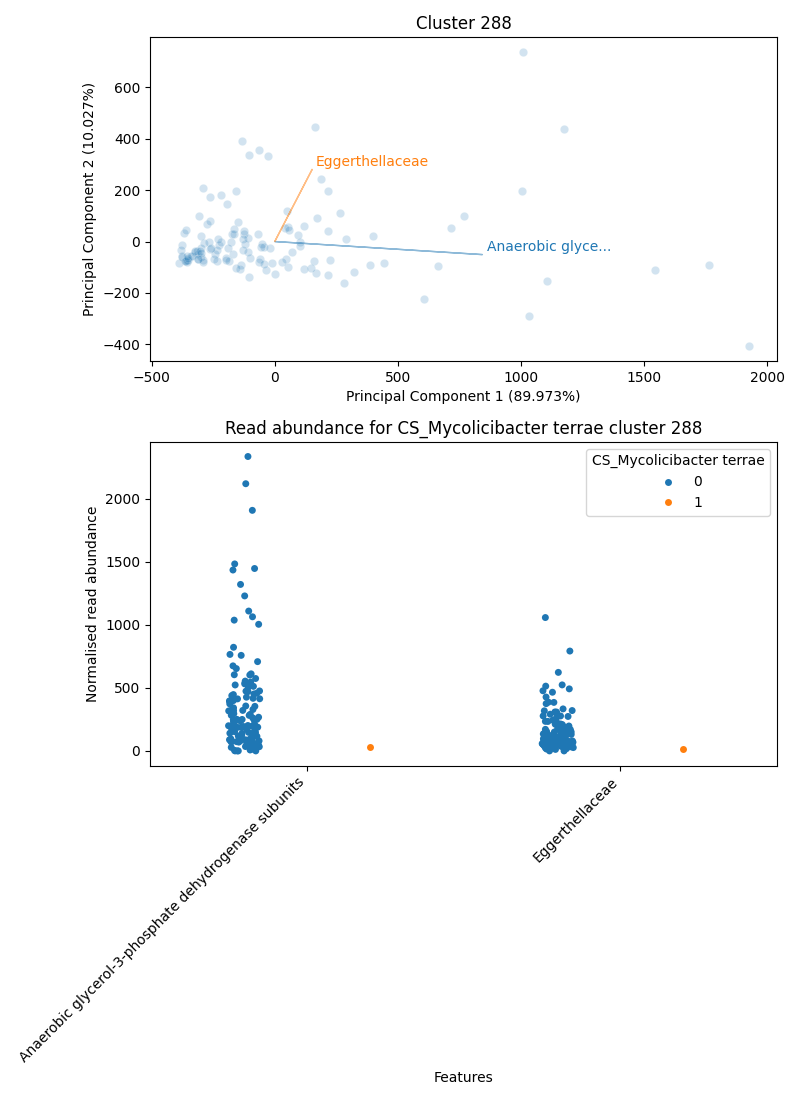 Cluster 288
Principal Component 2 (10.027%)
600
400
200
0
−200
−400
Eggerthellaceae
Anaerobic glyce...
−500
0
500
1000
1500
2000
Principal Component 1 (89.973%)
Read abundance for CS_Mycolicibacter terrae cluster 288
Normalised read abundance
2000
1500
1000
500
0
CS_Mycolicibacter terrae
0
1
Anaerobic glycerol-3-phosphate dehydrogenase subunits
Eggerthellaceae
Features